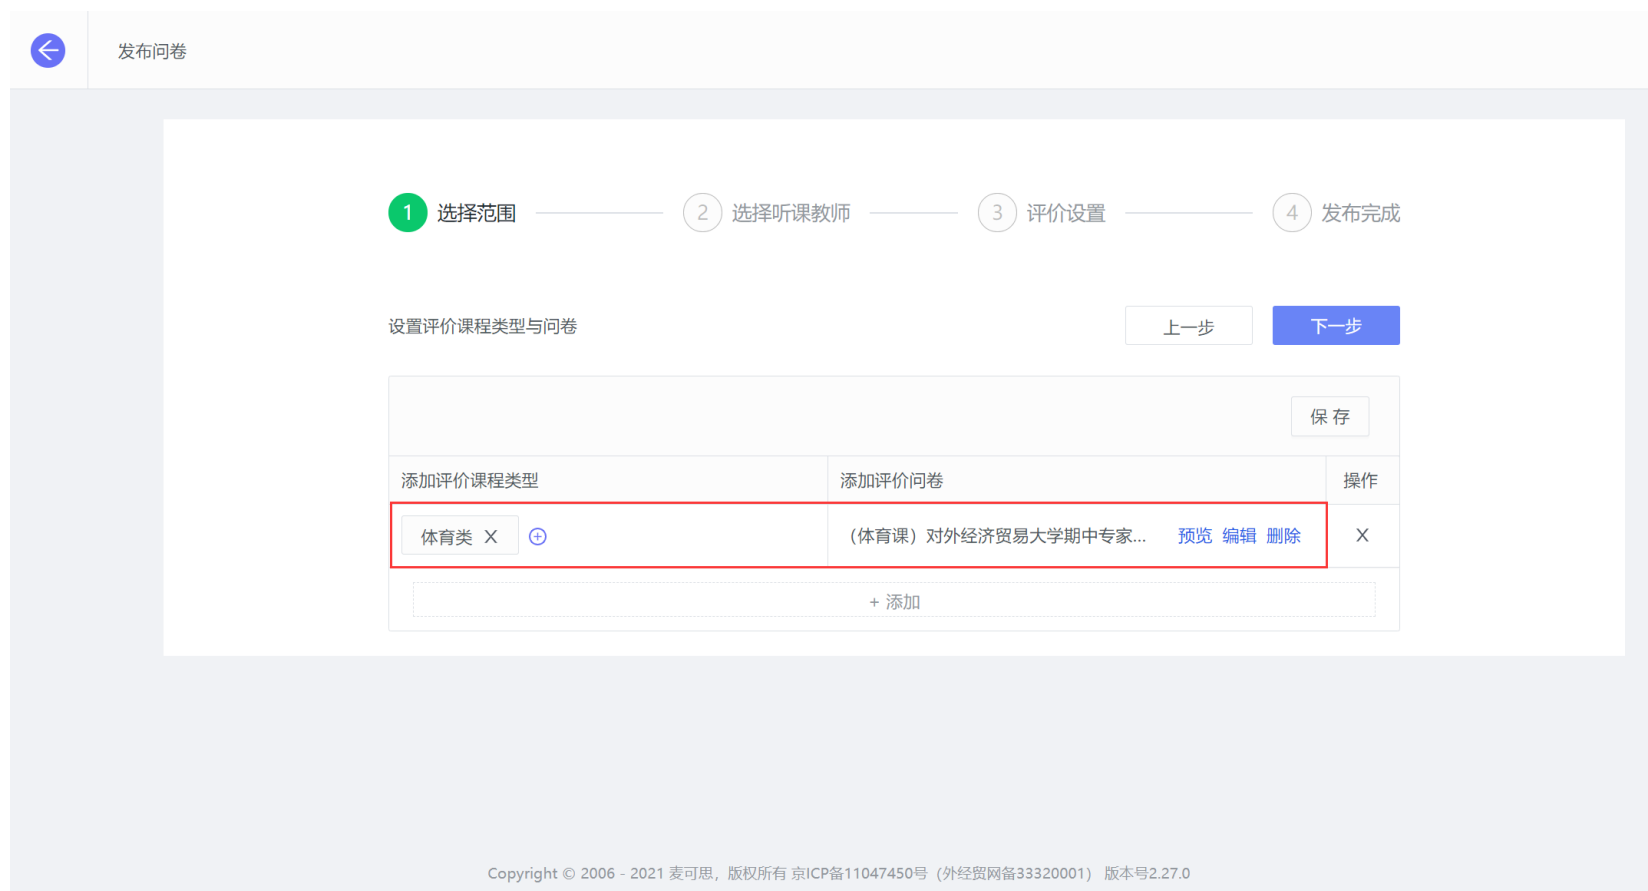 发布问卷
1 选择范围 2 选择听课教师 3 评价设置 4 发布完成
设置评价课程类型与问卷 上一步 下一步
保 存
添加评价课程类型 添加评价问卷 操作
体育类 X （体育课）对外经济贸易大学期中专家... 预览 编辑 删除 X
+ 添加
Copyright © 2006 - 2021 麦可思，版权所有 京ICP备11047450号（外经贸网备33320001） 版本号2.27.0